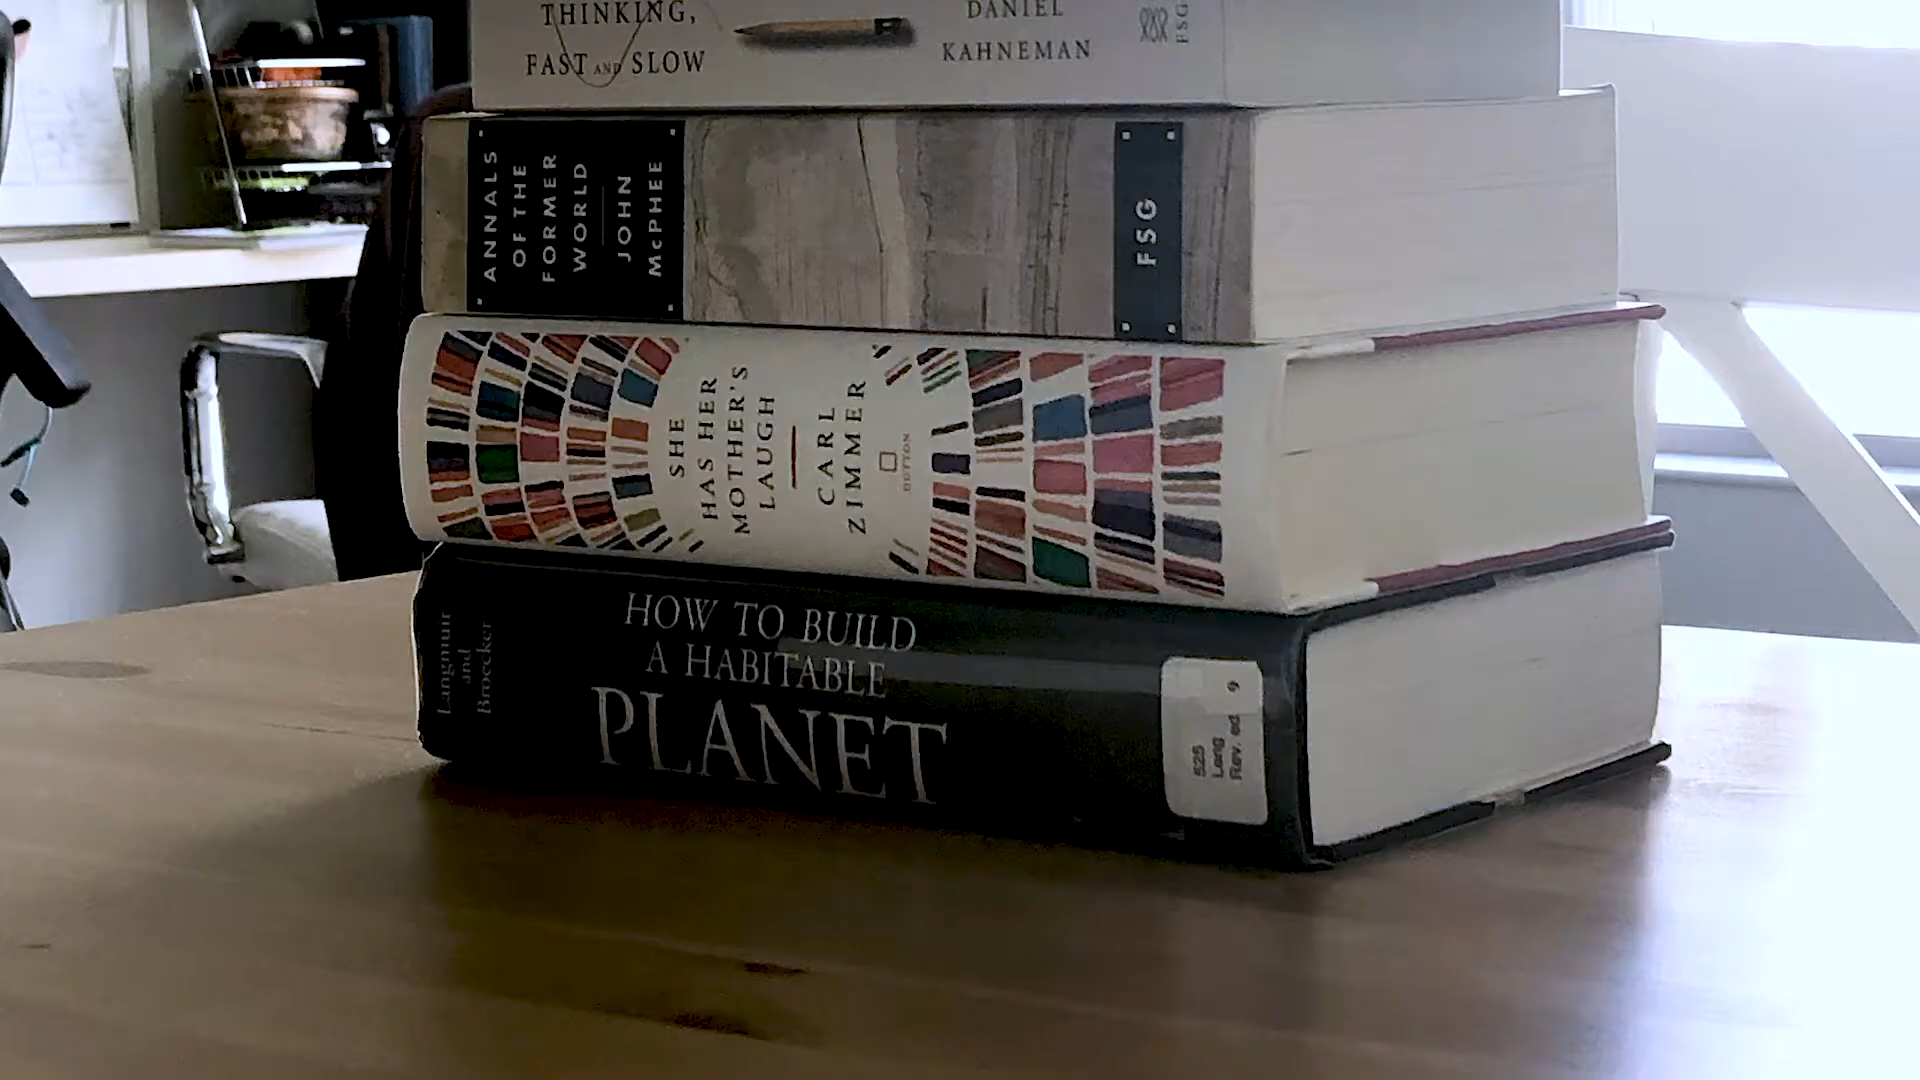 THINKING,
FAST AND SLOW
DANIEL
KAHNEMAN
FSG
ANNALS
OF THE
FORMER
WORLD
JOHN
McPHEE
FSG
SHE
HAS HER
MOTHER'S
LAUGH
CARL
ZIMMER
DUTTON
Langmuir
and
Broecker
HOW TO BUILD
A HABITABLE
PLANET
525
Lang
Rev. ed
9